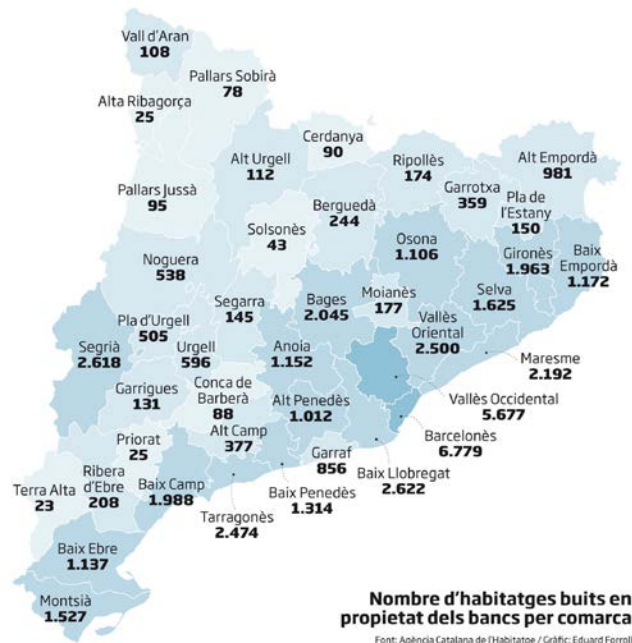 Vall d'Aran
108
Pallars Sobirà
78
Alta Ribagorça
25
Cerdanya
90
Alt Urgell
112
Ripollès
174
Alt Empordà
981
Garrotxa
359
Pla de
l'Estany
150
Pallars Jussà
95
Berguedà
244
Solsonès
43
Osona
1.106
Gironès
1.963
Baix
Empordà
1.172
Noguera
538
Segarra
145
Bages
2.045
Moianès
177
Selva
1.625
Vallès
Oriental
2.500
Pla d'Urgell
505
Segrià
2.618
Urgell
596
Anoia
1.152
Maresme
2.192
Garrigues
131
Conca de
Barberà
88
Alt Penedès
1.012
Vallès Occidental
5.677
Alt Camp
377
Barcelonès
6.779
Priorat
25
Garraf
856
Baix Llobregat
2.622
Terra Alta
23
Ribera
d'Ebre
208
Baix Camp
1.988
Baix Penedès
1.314
Tarragonès
2.474
Baix Ebre
1.137
Montsià
1.527
Nombre d'habitatges buits en
propietat dels bancs per comarca
Font: Agència Catalana de l'Habitatge / Gràfic: Eduard Forroll